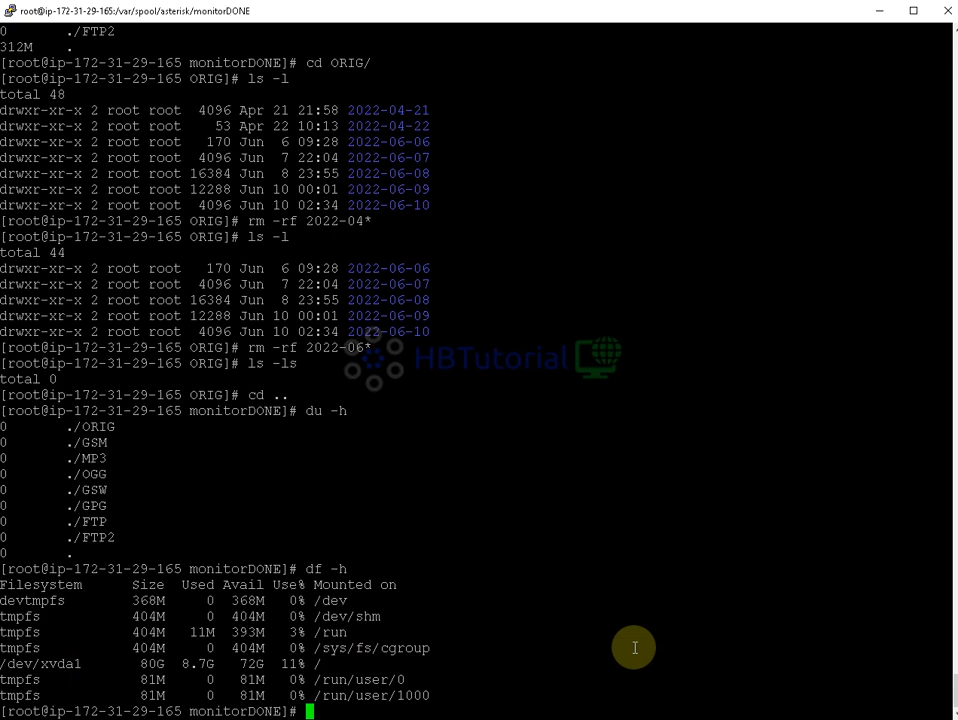 root@ip-172-31-29-165:/var/spool/asterisk/monitorDONE
0       ./FTP2
312M    .
[root@ip-172-31-29-165 monitorDONE]# cd ORIG/
[root@ip-172-31-29-165 ORIG]# ls -l
total 48
drwxr-xr-x 2 root root  4096 Apr 21 21:58 2022-04-21
drwxr-xr-x 2 root root    53 Apr 22 10:13 2022-04-22
drwxr-xr-x 2 root root   170 Jun  6 09:28 2022-06-06
drwxr-xr-x 2 root root  4096 Jun  7 22:04 2022-06-07
drwxr-xr-x 2 root root 16384 Jun  8 23:55 2022-06-08
drwxr-xr-x 2 root root 12288 Jun 10 00:01 2022-06-09
drwxr-xr-x 2 root root  4096 Jun 10 02:34 2022-06-10
[root@ip-172-31-29-165 ORIG]# rm -rf 2022-04*
[root@ip-172-31-29-165 ORIG]# ls -l
total 44
drwxr-xr-x 2 root root   170 Jun  6 09:28 2022-06-06
drwxr-xr-x 2 root root  4096 Jun  7 22:04 2022-06-07
drwxr-xr-x 2 root root 16384 Jun  8 23:55 2022-06-08
drwxr-xr-x 2 root root 12288 Jun 10 00:01 2022-06-09
drwxr-xr-x 2 root root  4096 Jun 10 02:34 2022-06-10
[root@ip-172-31-29-165 ORIG]# rm -rf 2022-06*
HBTutorial
[root@ip-172-31-29-165 ORIG]# ls -ls
total 0
[root@ip-172-31-29-165 ORIG]# cd ..
[root@ip-172-31-29-165 monitorDONE]# du -h
0       ./ORIG
0       ./GSM
0       ./MP3
0       ./OGG
0       ./GSW
0       ./GPG
0       ./FTP
0       ./FTP2
0       .
[root@ip-172-31-29-165 monitorDONE]# df -h
Filesystem      Size  Used Avail Use% Mounted on
devtmpfs        368M     0  368M   0% /dev
tmpfs           404M     0  404M   0% /dev/shm
tmpfs           404M   11M  393M   3% /run
tmpfs           404M     0  404M   0% /sys/fs/cgroup
/dev/xvda1       80G  8.7G   72G  11% /
tmpfs            81M     0   81M   0% /run/user/0
tmpfs            81M     0   81M   0% /run/user/1000
[root@ip-172-31-29-165 monitorDONE]#